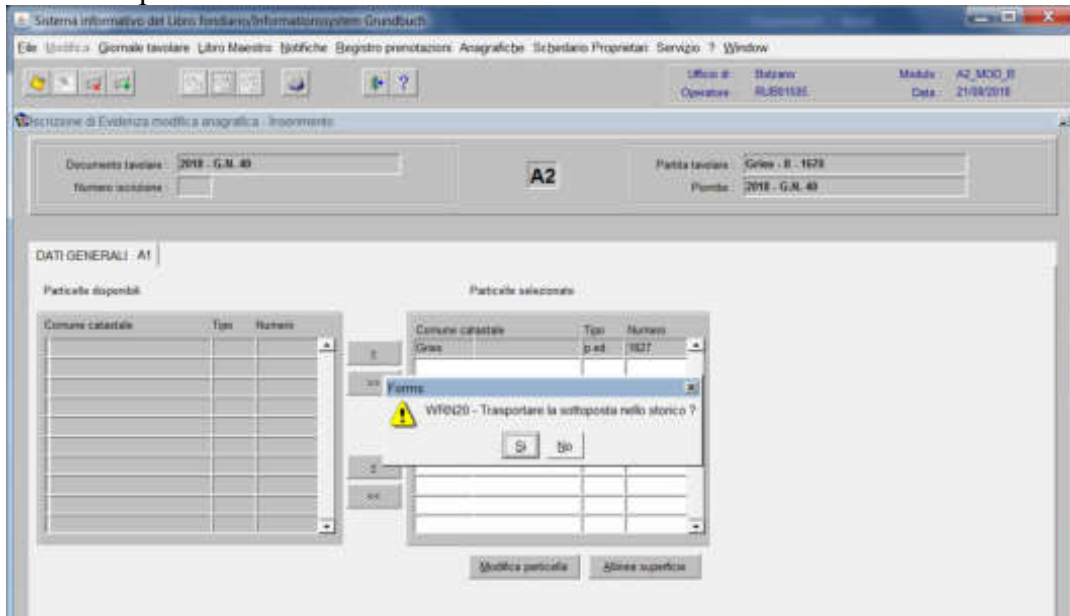 Sistema informativo del Libro fondiario/Informationssystem Grundbuch
File Modifica Giornale tavolare Libro Maestro Notifiche Registro prenotazioni Anagrafiche Schedario Proprietari Servizio ? Window
Ufficio di Bolzano Modulo A2_MOD_B
Operatore Data 21/09/2018
Iscrizione di Evidenza modifica anagrafica - Inserimento
Documento tavolare 2018 - G.N. 40 Partita tavolare Gries - II - 1670
Numero iscrizione A2 Piombo 2018 - G.N. 40
DATI GENERALI A1
Particelle disponibili Particelle selezionate
Comune catastale Tipo Numero Comune catastale Tipo Numero
Gries p.ed. 1827
>>
Forms
WRN20 - Trasportare la sottoposta nello storico ?
Sì No
<<
Modifica particella Allinea superficie